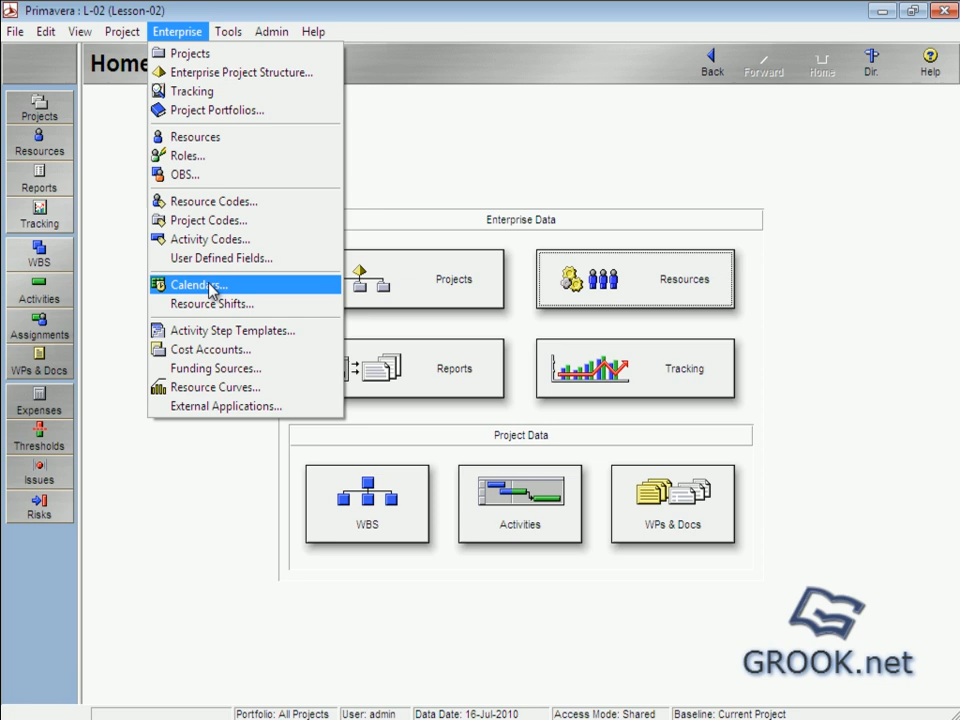 Primavera : L-02 (Lesson-02)
File Edit View Project Enterprise Tools Admin Help
Home
Back Forward Home Dir. Help
Projects
Resources
Reports
Tracking
WBS
Activities
Assignments
WPs & Docs
Expenses
Thresholds
Issues
Risks
Projects
Enterprise Project Structure...
Tracking
Project Portfolios...
Resources
Roles...
OBS...
Resource Codes...
Project Codes...
Activity Codes...
User Defined Fields...
Calendars...
Resource Shifts...
Activity Step Templates...
Cost Accounts...
Funding Sources...
Resource Curves...
External Applications...
Enterprise Data
Projects Resources
Reports Tracking
Project Data
WBS Activities WPs & Docs
GROOK.net
Portfolio: All Projects User: admin Data Date: 16-Jul-2010 Access Mode: Shared Baseline: Current Project